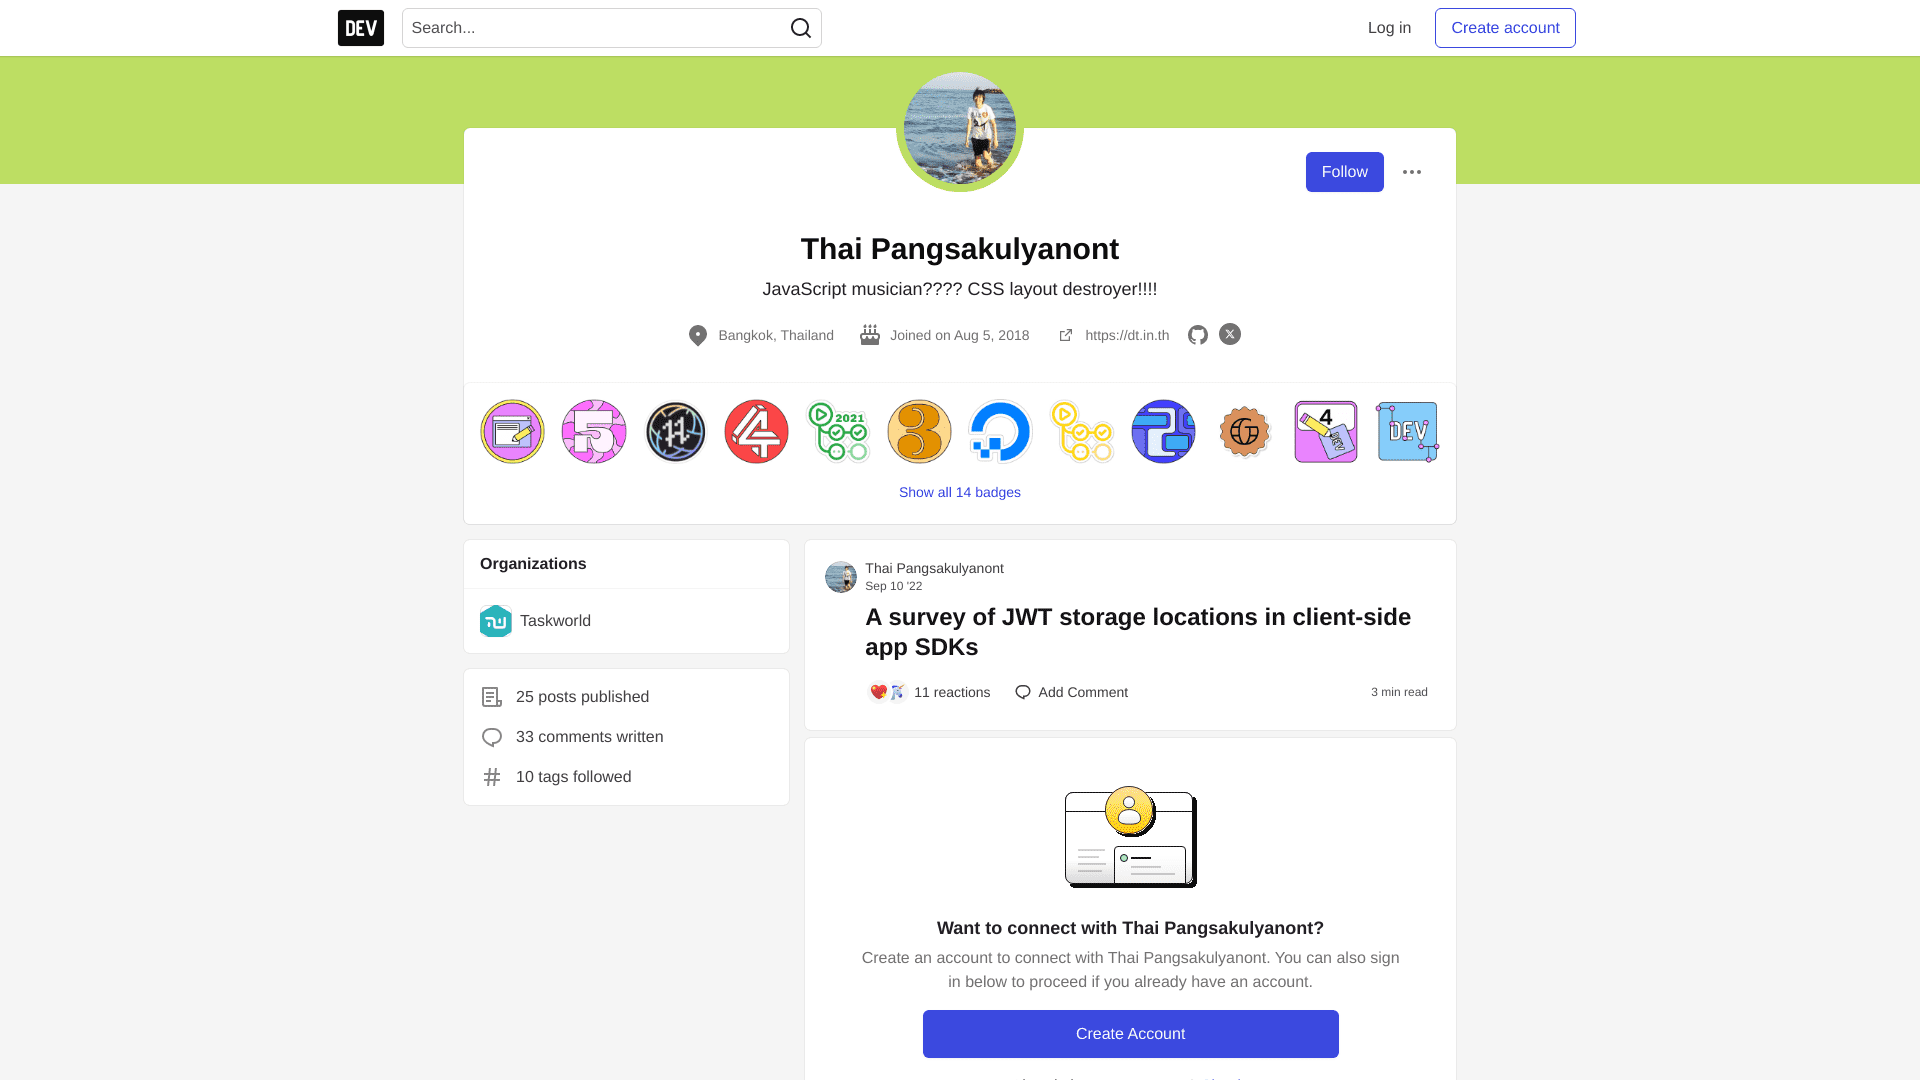 DEV
Search...
Log in
Create account
Follow
Thai Pangsakulyanont
JavaScript musician???? CSS layout destroyer!!!!
Bangkok, Thailand
Joined on Aug 5, 2018
https://dt.in.th
5
4
2021
3
2
4
DEV
DEV
Show all 14 badges
Organizations
Taskworld
25 posts published
33 comments written
10 tags followed
Thai Pangsakulyanont
Sep 10 '22
A survey of JWT storage locations in client-side
app SDKs
11 reactions
Add Comment
3 min read
Want to connect with Thai Pangsakulyanont?
Create an account to connect with Thai Pangsakulyanont. You can also sign
in below to proceed if you already have an account.
Create Account